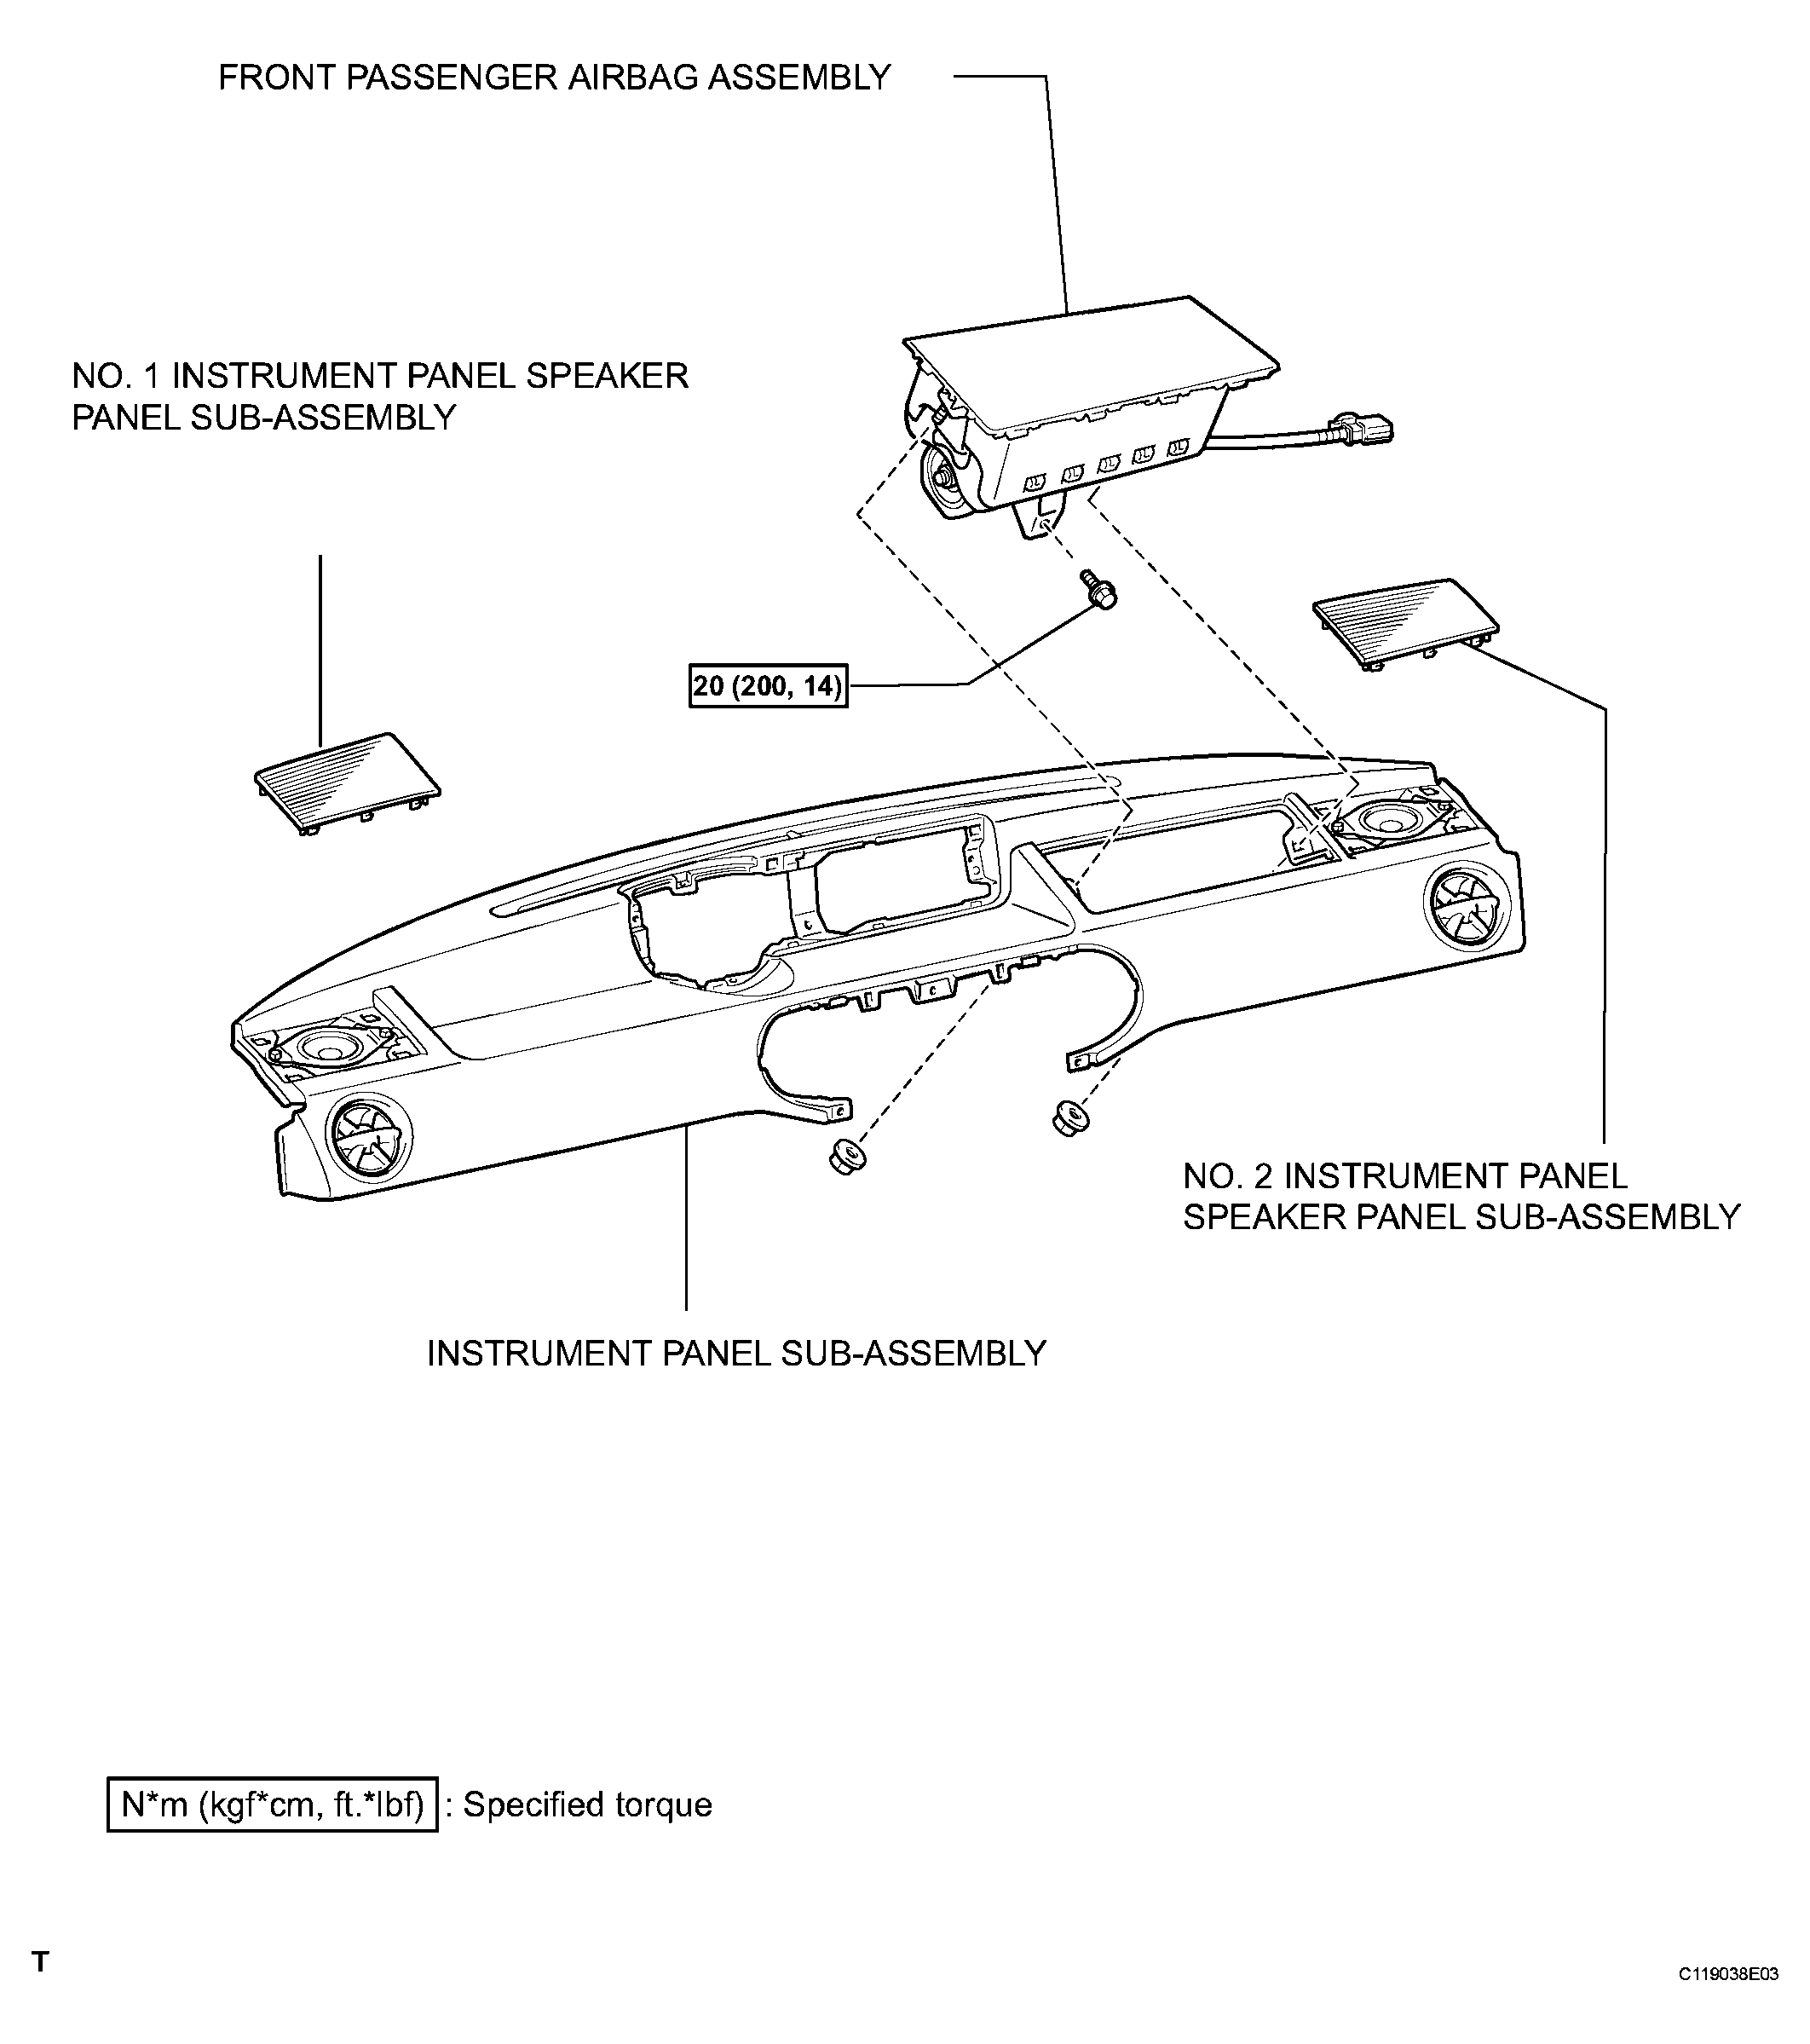 FRONT PASSENGER AIRBAG ASSEMBLY
NO. 1 INSTRUMENT PANEL SPEAKER
PANEL SUB-ASSEMBLY
20 (200, 14)
NO. 2 INSTRUMENT PANEL
SPEAKER PANEL SUB-ASSEMBLY
INSTRUMENT PANEL SUB-ASSEMBLY
N*m (kgf*cm, ft.*lbf) : Specified torque
T
C119038E03